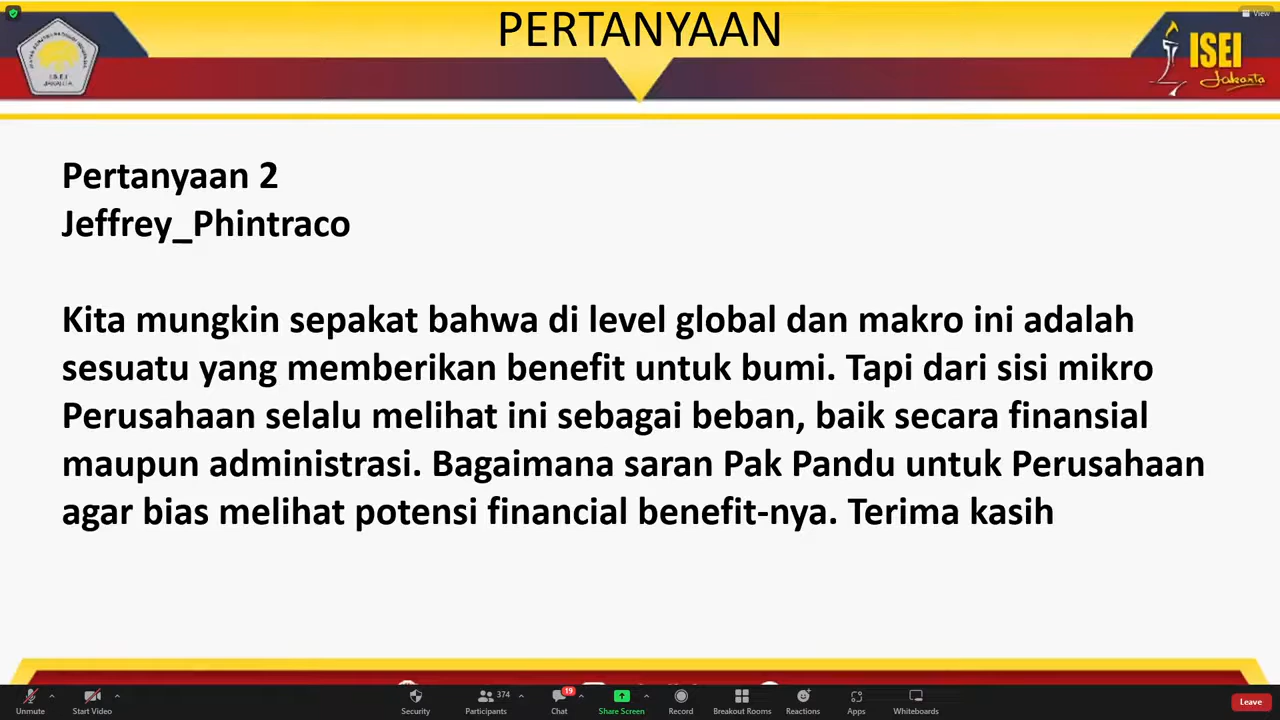 PERTANYAAN
View
ISEI
Jakarta
I.S.E.I
JAKARTA
Pertanyaan 2
Jeffrey_Phintraco
Kita mungkin sepakat bahwa di level global dan makro ini adalah
sesuatu yang memberikan benefit untuk bumi. Tapi dari sisi mikro
Perusahaan selalu melihat ini sebagai beban, baik secara finansial
maupun administrasi. Bagaimana saran Pak Pandu untuk Perusahaan
agar bias melihat potensi financial benefit-nya. Terima kasih
374
19
Unmute
Start Video
Security
Participants
Chat
Share Screen
Record
Breakout Rooms
Reactions
Apps
Whiteboards
Leave